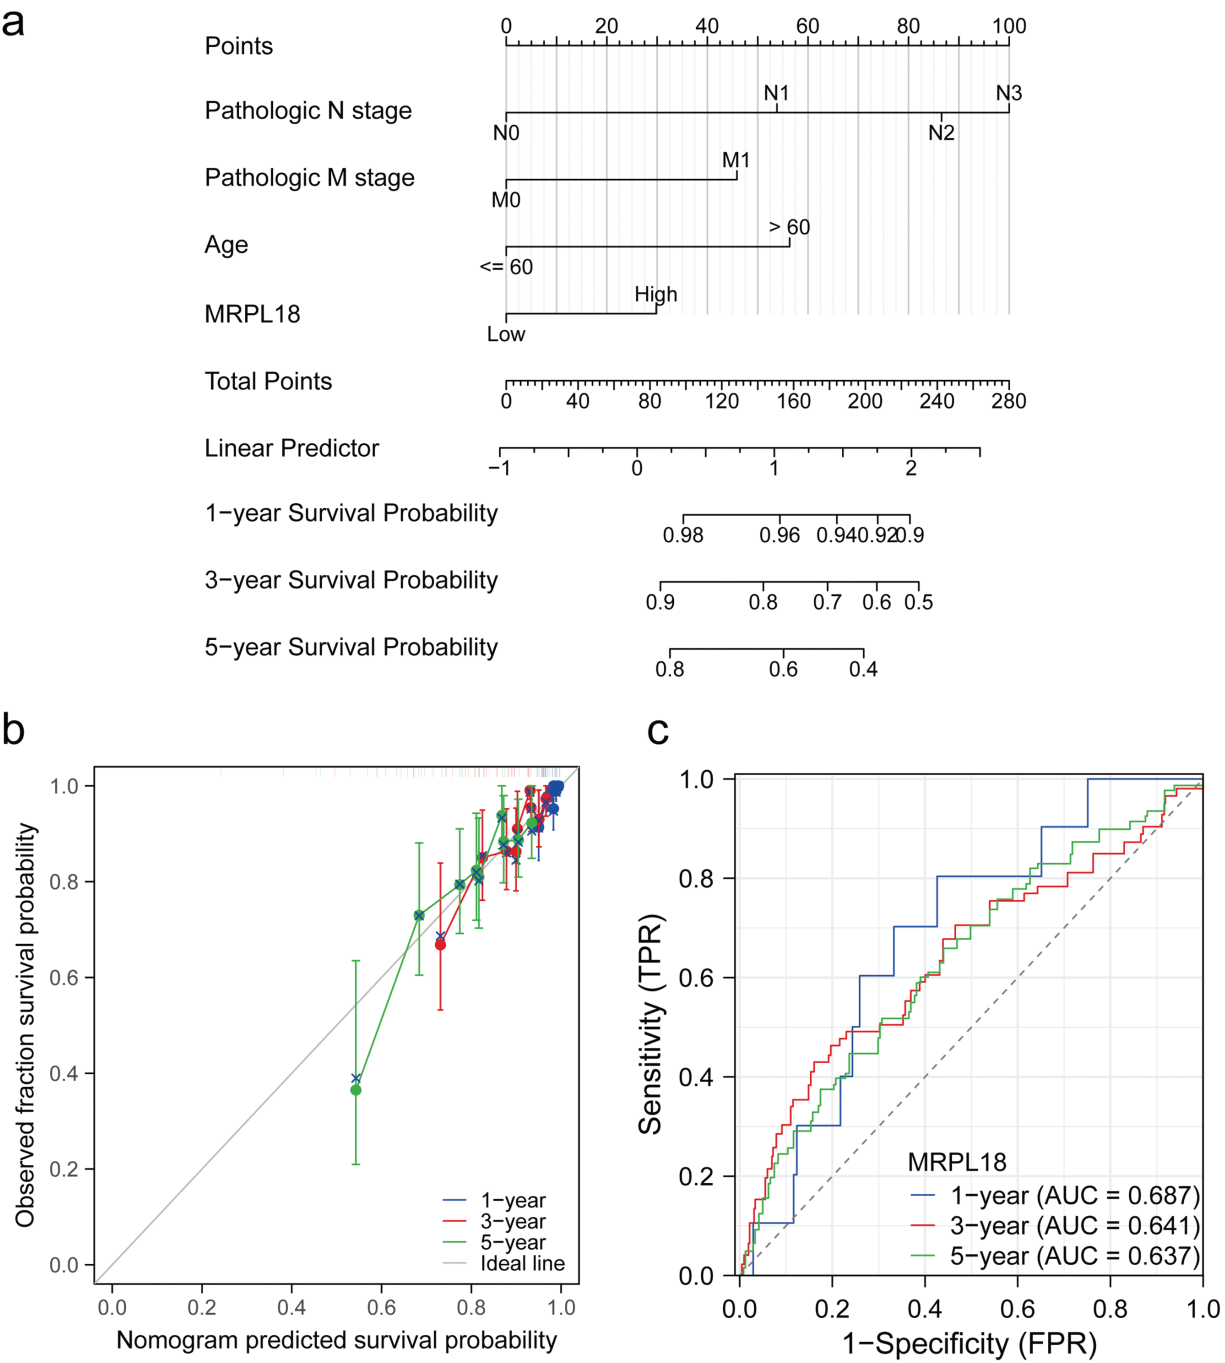 a
0 20 40 60 80 100
Points
N1 N3
Pathologic N stage
N0 N2
M1
Pathologic M stage
M0
> 60
Age
<= 60
High
MRPL18
Low
Total Points
0 40 80 120 160 200 240 280
Linear Predictor
−1 0 1 2
1−year Survival Probability
0.98 0.96 0.94 0.92 0.9
3−year Survival Probability
0.9 0.8 0.7 0.6 0.5
5−year Survival Probability
0.8 0.6 0.4
b
Observed fraction survival probability
1.0
0.8
0.6
0.4
0.2
0.0
1−year
3−year
5−year
Ideal line
0.0 0.2 0.4 0.6 0.8 1.0
Nomogram predicted survival probability
c
Sensitivity (TPR)
1.0
0.8
0.6
0.4
0.2
0.0
MRPL18
1−year (AUC = 0.687)
3−year (AUC = 0.641)
5−year (AUC = 0.637)
0.0 0.2 0.4 0.6 0.8 1.0
1−Specificity (FPR)